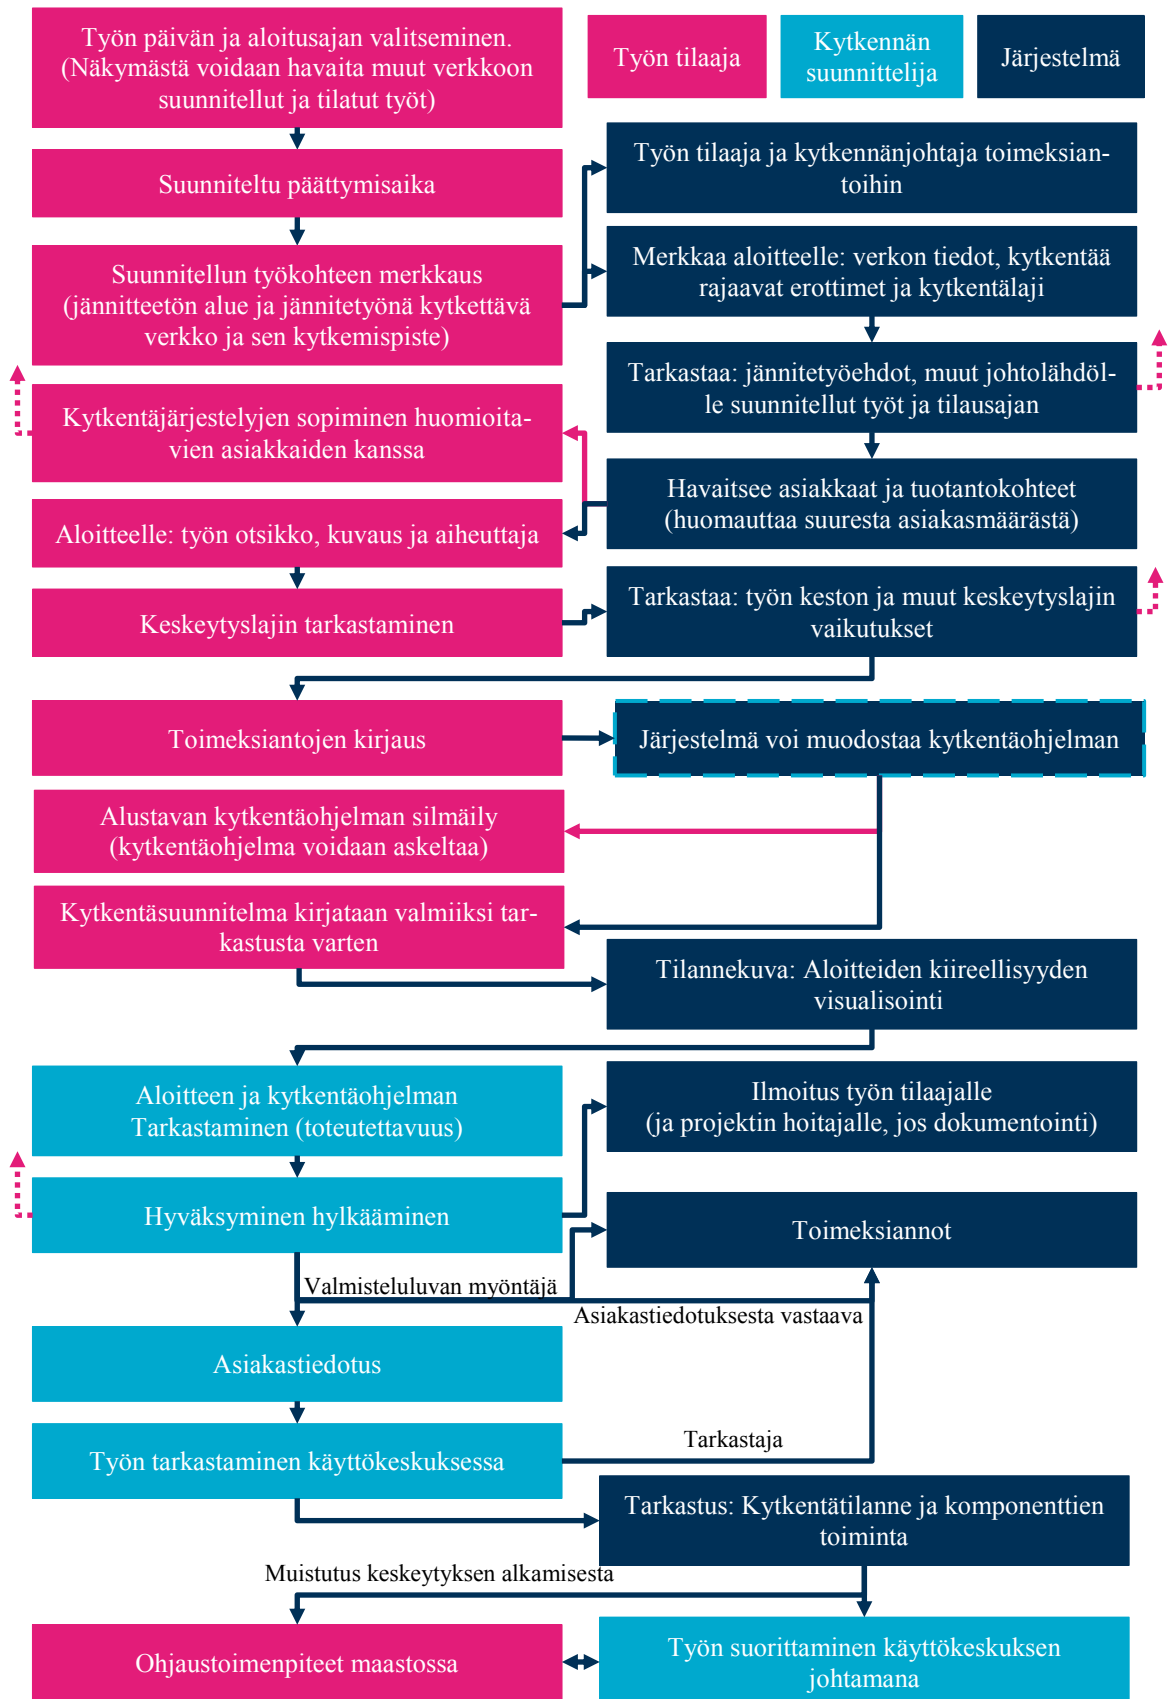 Työn päivän ja aloitusajan valitseminen.
(Näkymästä voidaan havaita muut verkkoon
suunnitellut ja tilatut työt)
Työn tilaaja
Kytkennän
suunnittelija
Järjestelmä
Suunniteltu päättymisaika
Työn tilaaja ja kytkennänjohtaja toimeksian-
toihin
Suunnitellun työkohteen merkkaus
(jännitteetön alue ja jännitetyönä kytkettävä
verkko ja sen kytkemispiste)
Merkkaa aloitteelle: verkon tiedot, kytkentää
rajaavat erottimet ja kytkentälaji
Tarkastaa: jännitetyöehdot, muut johtolähdöl-
le suunnitellut työt ja tilausajan
Kytkentäjärjestelyjen sopiminen huomioita-
vien asiakkaiden kanssa
Havaitsee asiakkaat ja tuotantokohteet
(huomauttaa suuresta asiakasmäärästä)
Aloitteelle: työn otsikko, kuvaus ja aiheuttaja
Keskeytyslajin tarkastaminen
Tarkastaa: työn keston ja muut keskeytyslajin
vaikutukset
Toimeksiantojen kirjaus
Järjestelmä voi muodostaa kytkentäohjelman
Alustavan kytkentäohjelman silmäily
(kytkentäohjelma voidaan askeltaa)
Kytkentäsuunnitelma kirjataan valmiiksi tar-
kastusta varten
Tilannekuva: Aloitteiden kiireellisyyden
visualisointi
Aloitteen ja kytkentäohjelman
Tarkastaminen (toteutettavuus)
Ilmoitus työn tilaajalle
(ja projektin hoitajalle, jos dokumentointi)
Hyväksyminen hylkääminen
Toimeksiannot
Valmisteluluvan myöntäjä
Asiakastiedotuksesta vastaava
Asiakastiedotus
Työn tarkastaminen käyttökeskuksessa
Tarkastaja
Tarkastus: Kytkentätilanne ja komponenttien
toiminta
Muistutus keskeytyksen alkamisesta
Ohjaustoimenpiteet maastossa
Työn suorittaminen käyttökeskuksen
johtamana